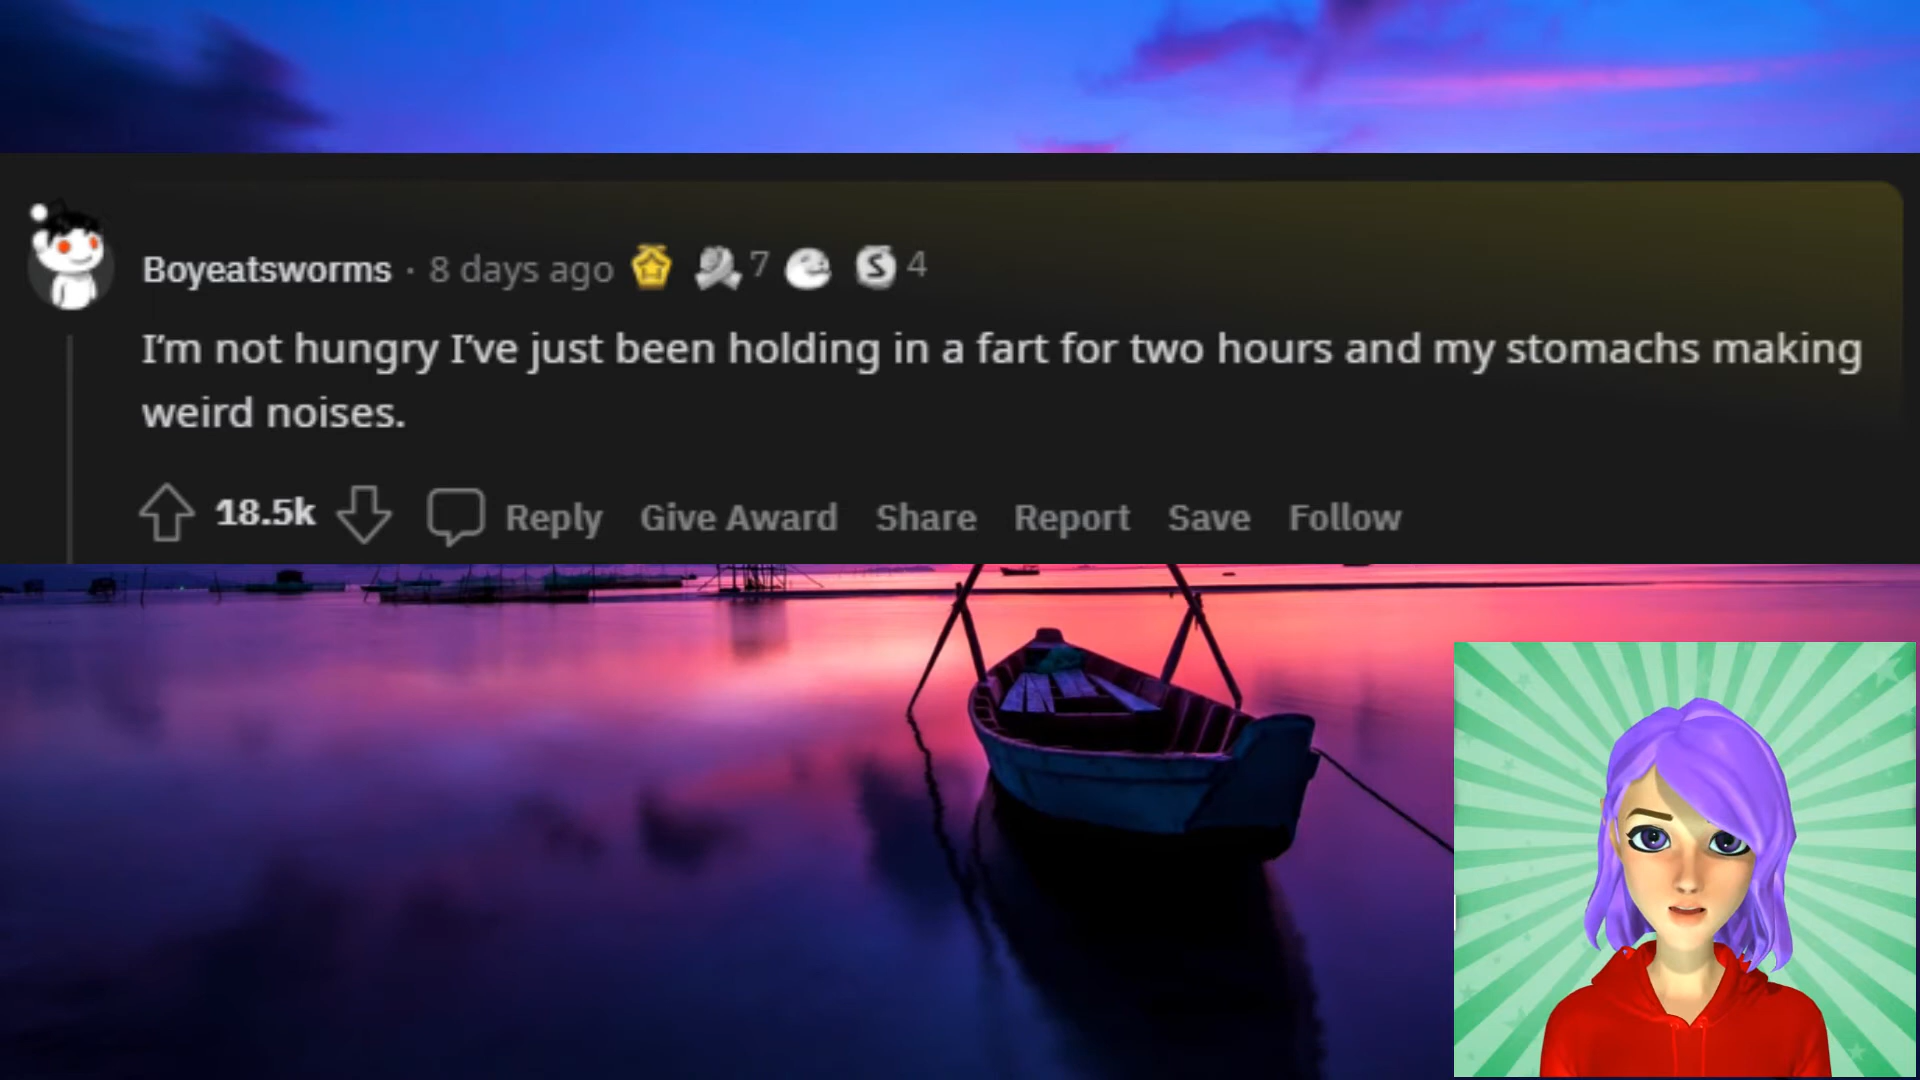 Boyeatsworms · 8 days ago 7 S 4
I’m not hungry I’ve just been holding in a fart for two hours and my stomachs making
weird noises.
18.5k Reply Give Award Share Report Save Follow